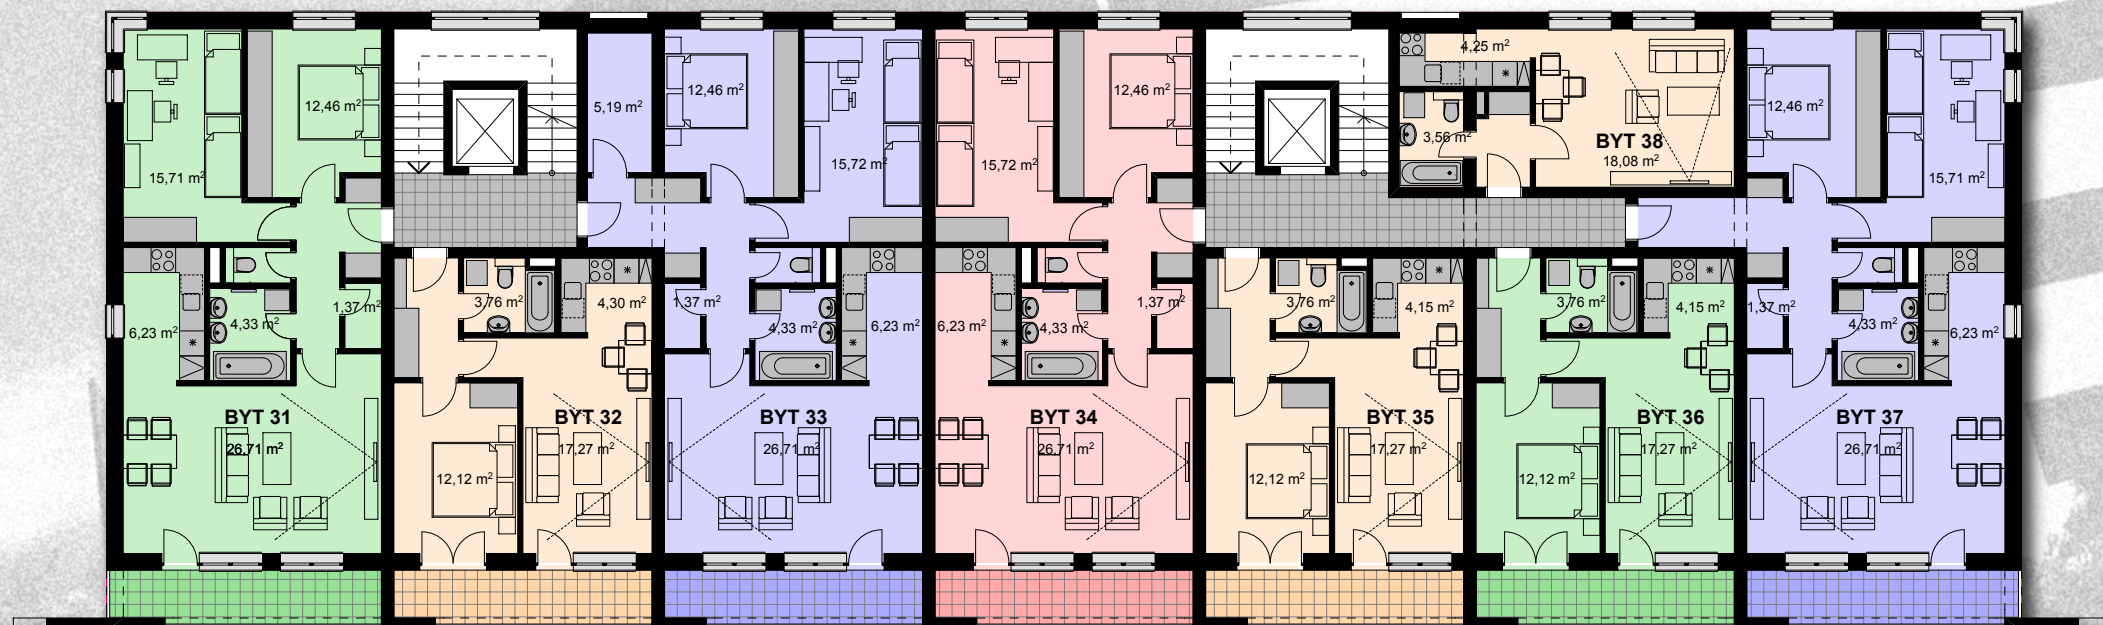 4,25 m²
12,46 m²
12,46 m²
12,46 m²
12,46 m²
12,46 m²
5,19 m²
3,56 m²
BYT 38
18,08 m²
15,71 m²
15,72 m²
15,72 m²
15,71 m²
3,76 m²
4,30 m²
3,76 m²
4,15 m²
3,76 m²
4,15 m²
1,37 m²
1,37 m²
1,37 m²
1,37 m²
6,23 m²
4,33 m²
4,33 m²
6,23 m²
6,23 m²
4,33 m²
4,33 m²
6,23 m²
BYT 31
BYT 32
BYT 33
BYT 34
BYT 35
BYT 36
BYT 37
26,71 m²
17,27 m²
26,71 m²
26,71 m²
17,27 m²
17,27 m²
26,71 m²
12,12 m²
12,12 m²
12,12 m²